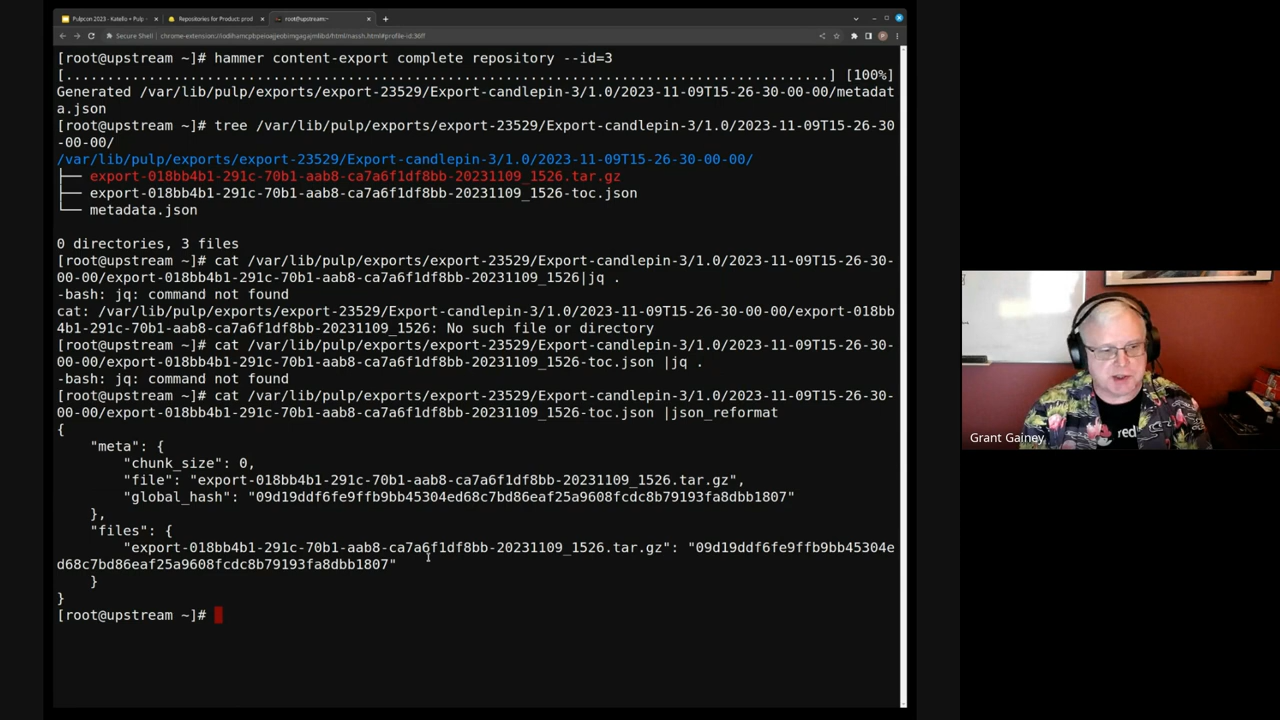 Pulpcon 2023 - Katello + Pulp -
Repositories for Product: prod
root@upstream:~
Secure Shell
[root@upstream ~]# hammer content-export complete repository --id=3
[............................................................................................] [100%]
Generated /var/lib/pulp/exports/export-23529/Export-candlepin-3/1.0/2023-11-09T15-26-30-00-00/metadat
a.json
[root@upstream ~]# tree /var/lib/pulp/exports/export-23529/Export-candlepin-3/1.0/2023-11-09T15-26-30
-00-00/
/var/lib/pulp/exports/export-23529/Export-candlepin-3/1.0/2023-11-09T15-26-30-00-00/
├── export-018bb4b1-291c-70b1-aab8-ca7a6f1df8bb-20231109_1526.tar.gz
├── export-018bb4b1-291c-70b1-aab8-ca7a6f1df8bb-20231109_1526-toc.json
└── metadata.json
0 directories, 3 files
[root@upstream ~]# cat /var/lib/pulp/exports/export-23529/Export-candlepin-3/1.0/2023-11-09T15-26-30-
00-00/export-018bb4b1-291c-70b1-aab8-ca7a6f1df8bb-20231109_1526|jq .
-bash: jq: command not found
cat: /var/lib/pulp/exports/export-23529/Export-candlepin-3/1.0/2023-11-09T15-26-30-00-00/export-018bb
4b1-291c-70b1-aab8-ca7a6f1df8bb-20231109_1526: No such file or directory
[root@upstream ~]# cat /var/lib/pulp/exports/export-23529/Export-candlepin-3/1.0/2023-11-09T15-26-30-
00-00/export-018bb4b1-291c-70b1-aab8-ca7a6f1df8bb-20231109_1526-toc.json |jq .
-bash: jq: command not found
[root@upstream ~]# cat /var/lib/pulp/exports/export-23529/Export-candlepin-3/1.0/2023-11-09T15-26-30-
00-00/export-018bb4b1-291c-70b1-aab8-ca7a6f1df8bb-20231109_1526-toc.json |json_reformat
{
    "meta": {
        "chunk_size": 0,
        "file": "export-018bb4b1-291c-70b1-aab8-ca7a6f1df8bb-20231109_1526.tar.gz",
        "global_hash": "09d19ddf6fe9ffb9bb45304ed68c7bd86eaf25a9608fcdc8b79193fa8dbb1807"
    },
    "files": {
        "export-018bb4b1-291c-70b1-aab8-ca7a6f1df8bb-20231109_1526.tar.gz": "09d19ddf6fe9ffb9bb45304e
d68c7bd86eaf25a9608fcdc8b79193fa8dbb1807"
    }
}
[root@upstream ~]#
Grant Gainey
red